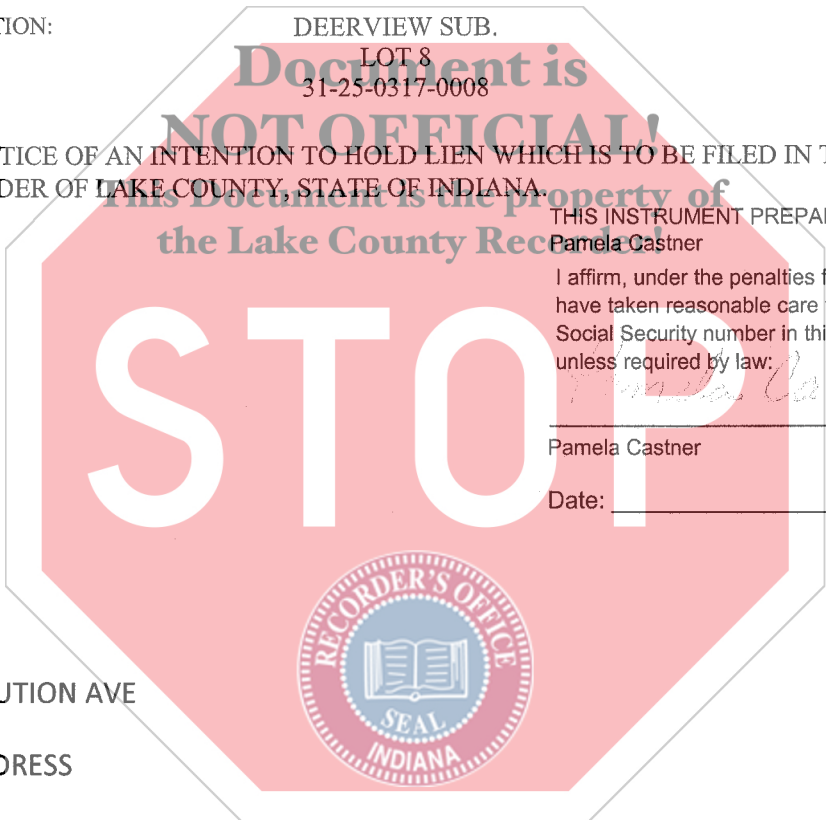 TION:
DEERVIEW SUB.
LOT 8
31-25-0317-0008
Document is
NOT OFFICIAL!
This Document is the property of
the Lake County Recorder!
TICE OF AN INTENTION TO HOLD LIEN WHICH IS TO BE FILED IN T
DER OF LAKE COUNTY, STATE OF INDIANA.
THIS INSTRUMENT PREPA
Pamela Castner
I affirm, under the penalties f
have taken reasonable care
Social Security number in thi
unless required by law:
Pamela Ca
Pamela Castner
Date:
STOP
RECORDER'S OFFICE
SEAL
INDIANA
UTION AVE
DRESS